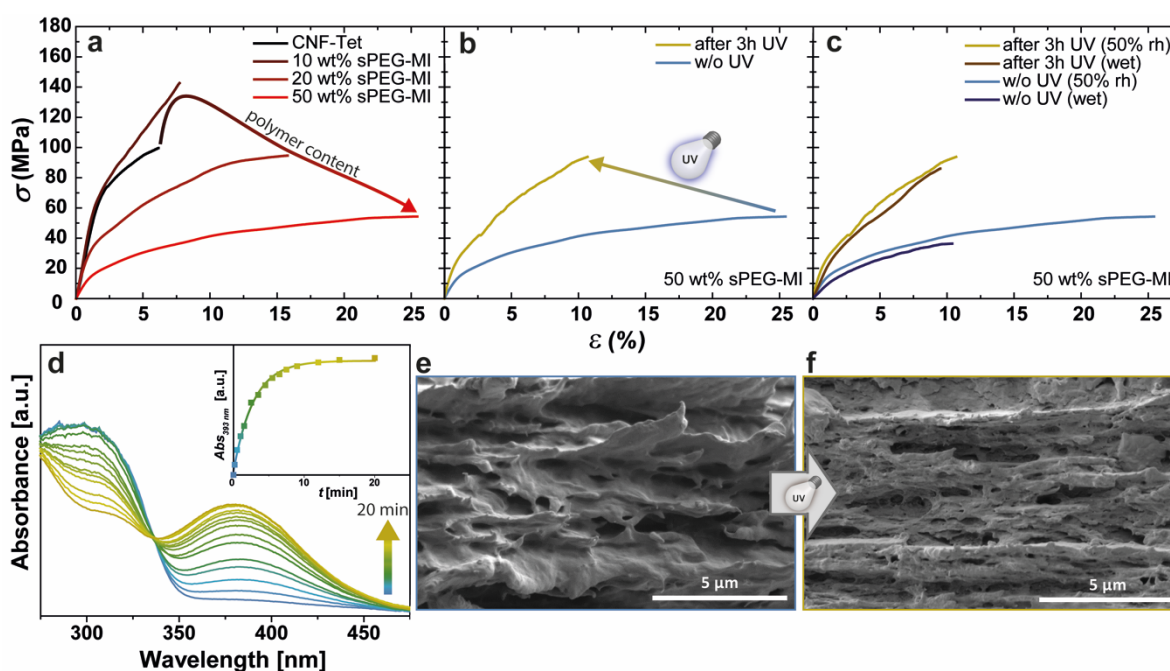 a
CNF-Tet
10 wt% sPEG-MI
20 wt% sPEG-MI
50 wt% sPEG-MI
polymer content
σ (MPa)
180
160
140
120
100
80
60
40
20
0
0 5 10 15 20 25
b
after 3h UV
w/o UV
UV
50 wt% sPEG-MI
0 5 10 15 20 25
ε (%)
c
after 3h UV (50% rh)
after 3h UV (wet)
w/o UV (50% rh)
w/o UV (wet)
50 wt% sPEG-MI
0 5 10 15 20 25
d
Absorbance [a.u.]
Abs393 nm [a.u.]
0 5 10 15 20
t [min]
20 min
300 350 400 450
Wavelength [nm]
e
5 µm
UV
f
5 µm